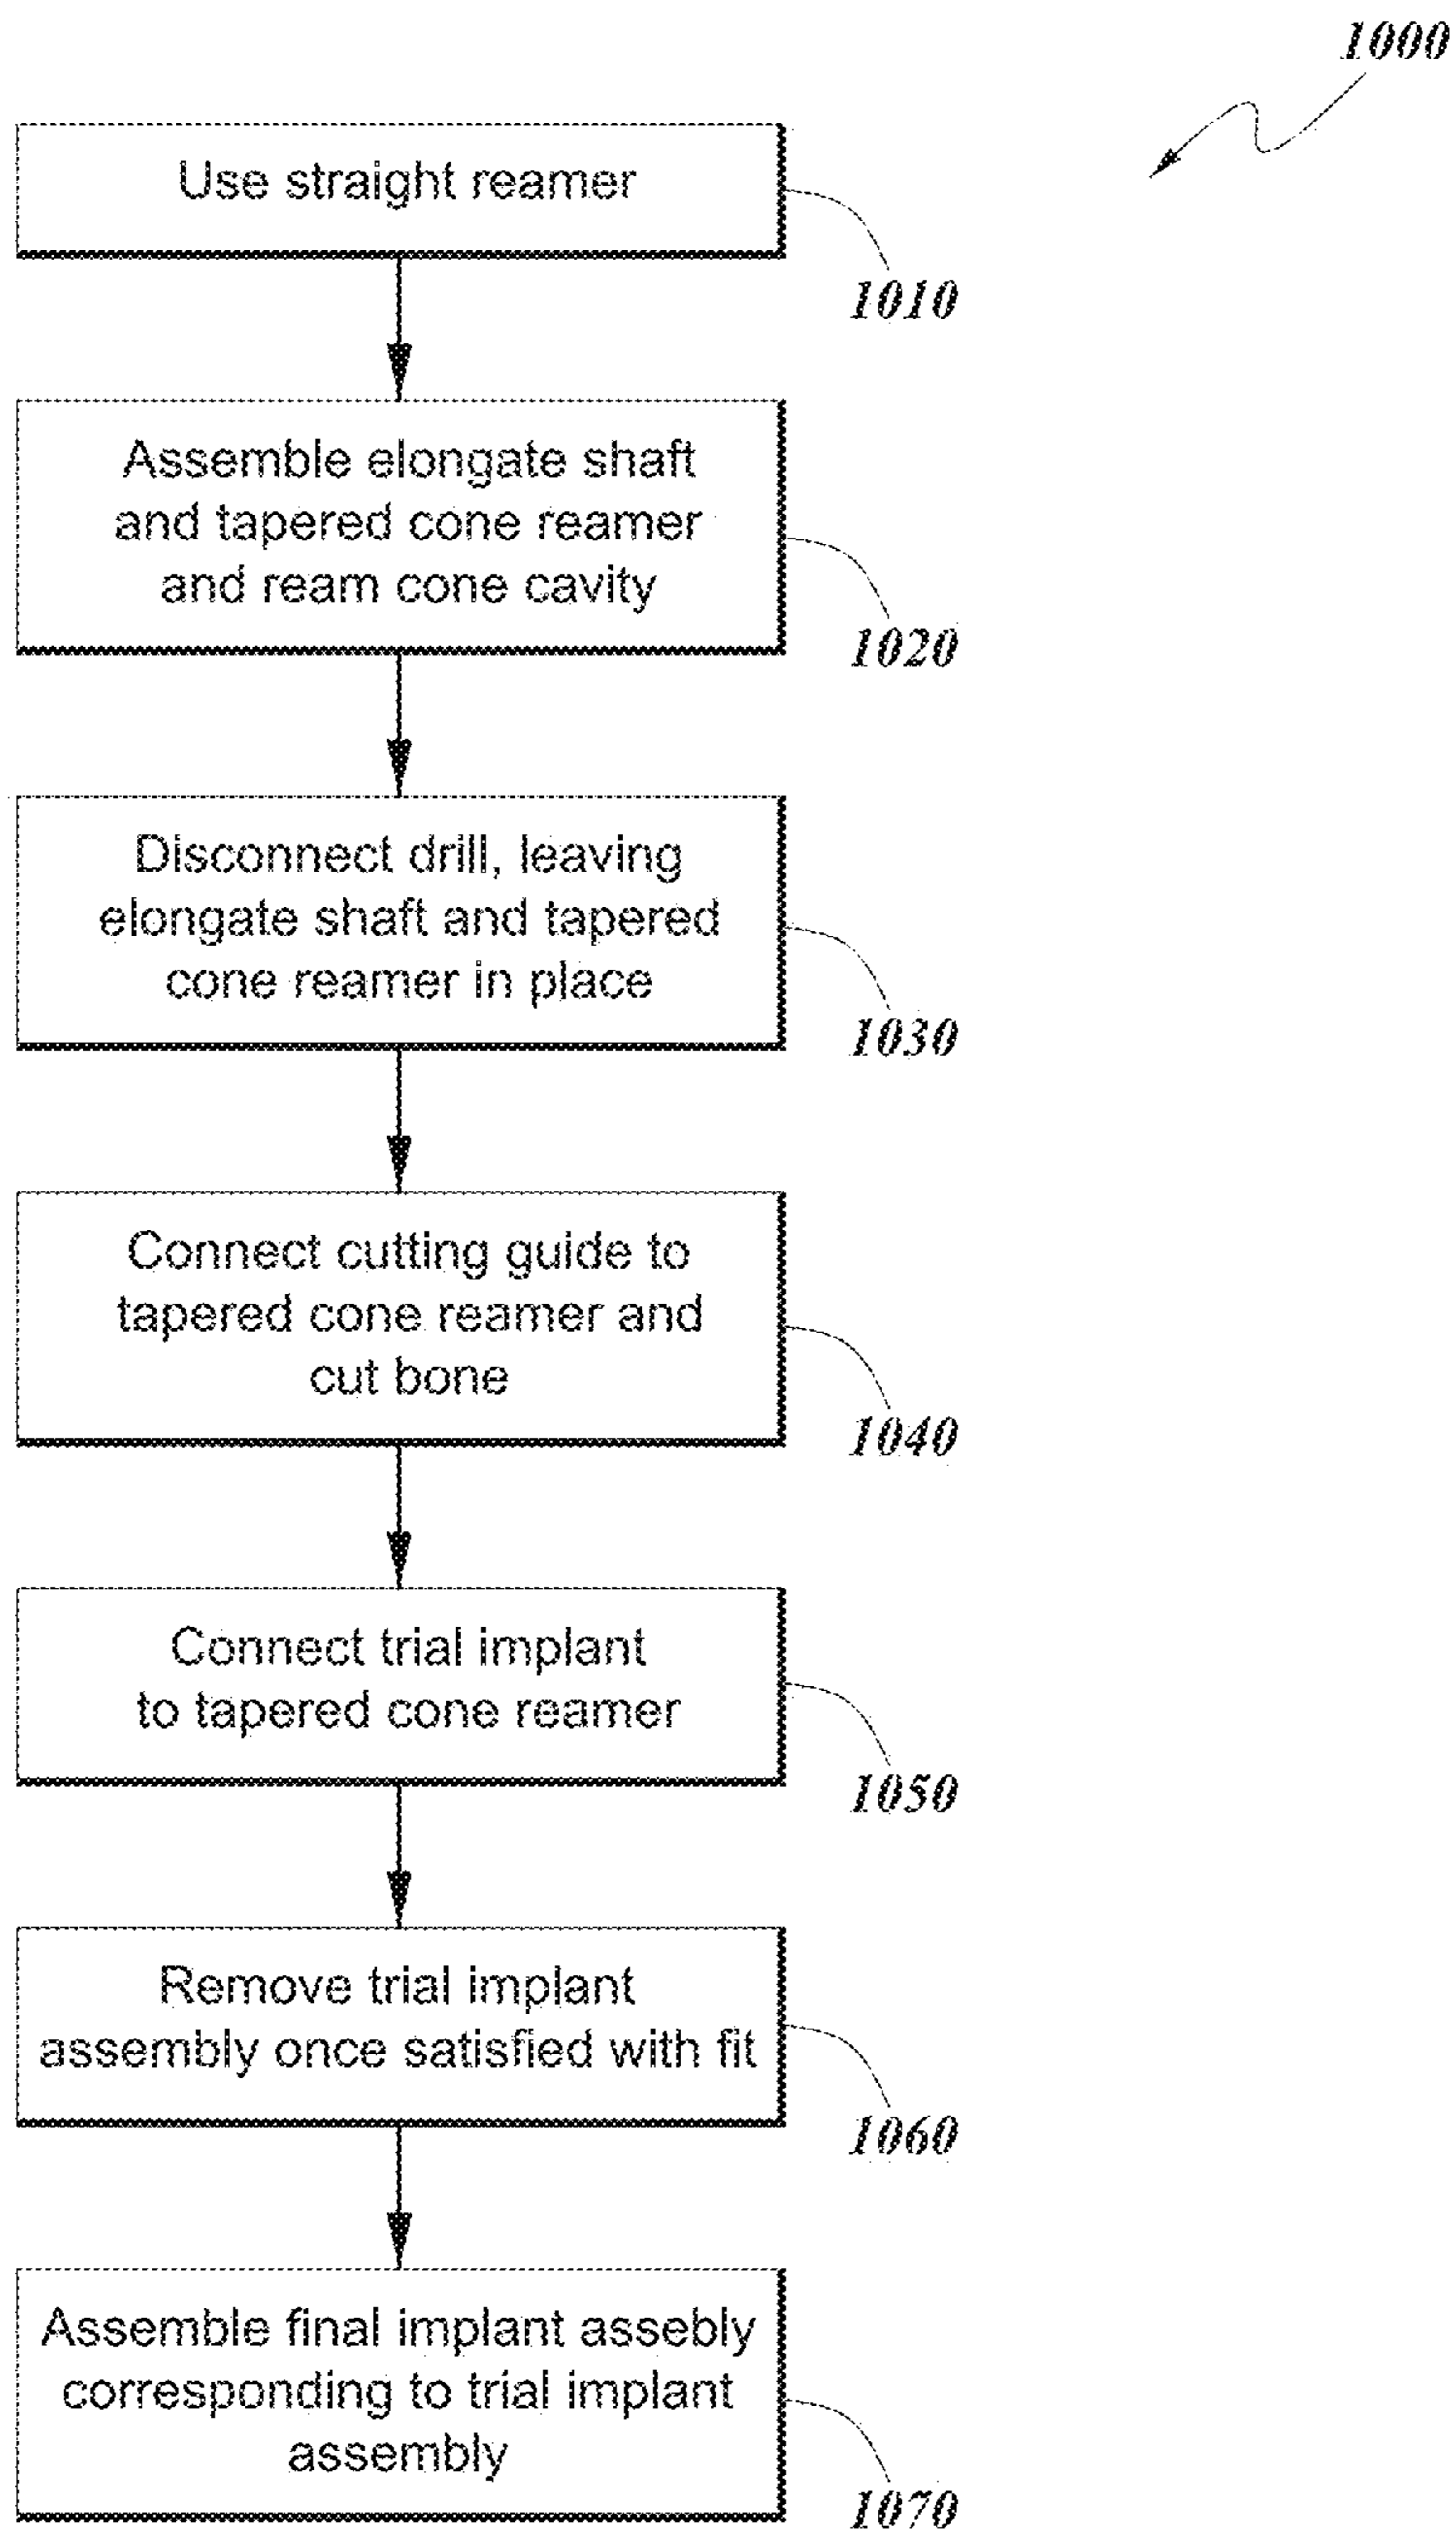 1000
Use straight reamer
1010
Assemble elongate shaft
and tapered cone reamer
and ream cone cavity
1020
Disconnect drill, leaving
elongate shaft and tapered
cone reamer in place
1030
Connect cutting guide to
tapered cone reamer and
cut bone
1040
Connect trial implant
to tapered cone reamer
1050
Remove trial implant
assembly once satisfied with fit
1060
Assemble final implant assebly
corresponding to trial implant
assembly
1070